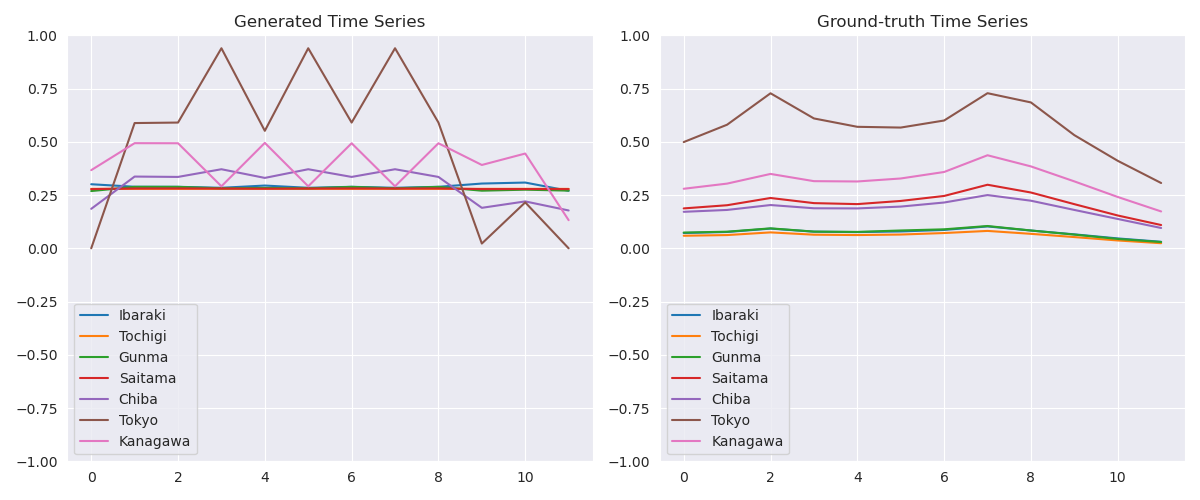 Generated Time Series
1.00
0.75
0.50
0.25
0.00
−0.25
−0.50
−0.75
−1.00
0 2 4 6 8 10
Ibaraki
Tochigi
Gunma
Saitama
Chiba
Tokyo
Kanagawa
Ground-truth Time Series
1.00
0.75
0.50
0.25
0.00
−0.25
−0.50
−0.75
−1.00
0 2 4 6 8 10
Ibaraki
Tochigi
Gunma
Saitama
Chiba
Tokyo
Kanagawa